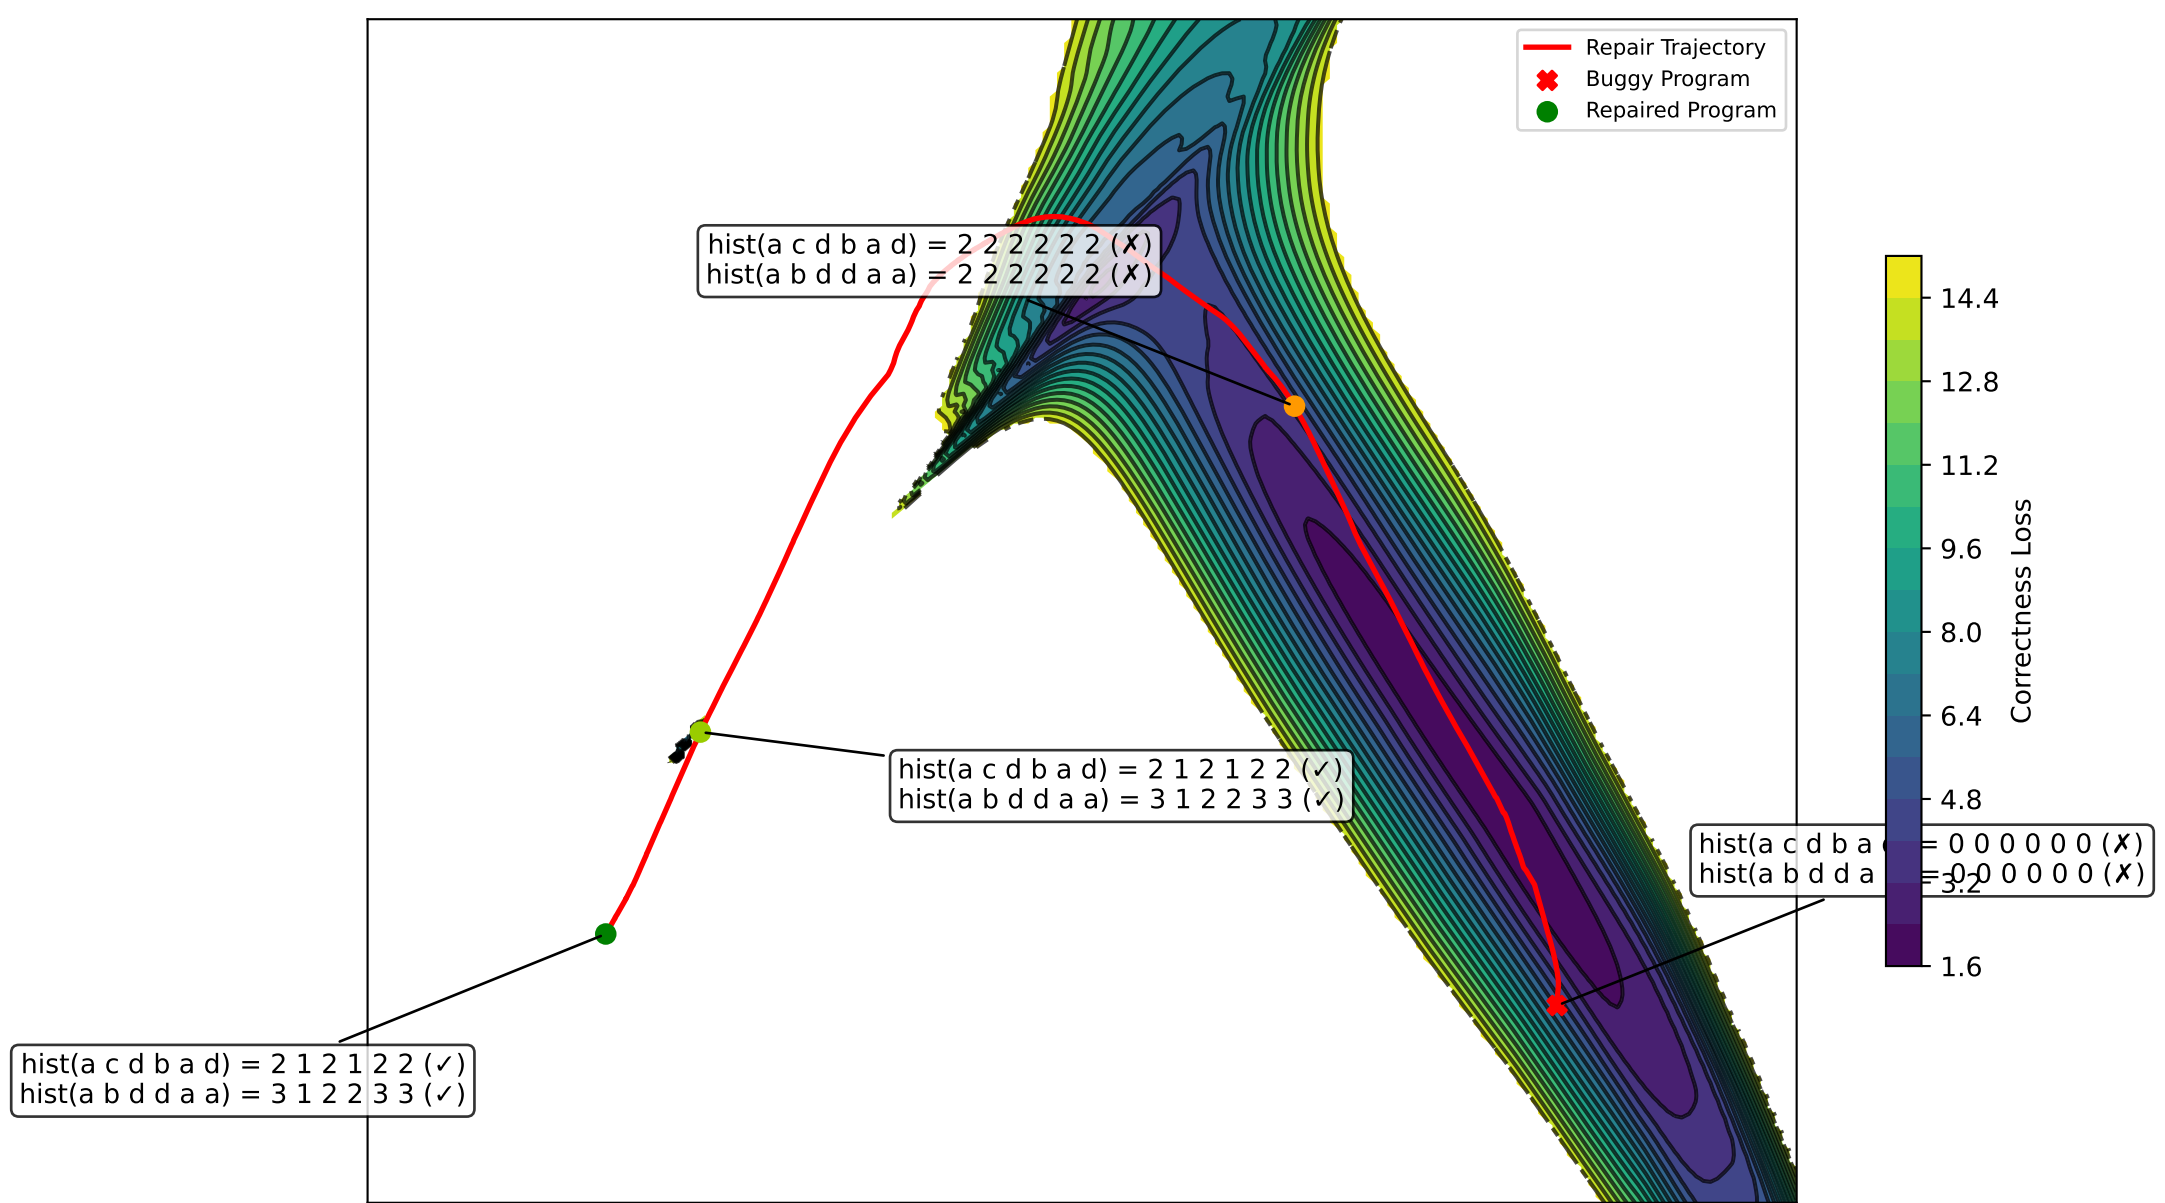 Repair Trajectory
Buggy Program
Repaired Program
hist(a c d b a d) = 2 2 2 2 2 2 (✗)
hist(a b d d a a) = 2 2 2 2 2 2 (✗)
hist(a c d b a d) = 2 1 2 1 2 2 (✓)
hist(a b d d a a) = 3 1 2 2 3 3 (✓)
hist(a c d b a = 0 0 0 0 0 0 (✗)
hist(a b d d a = 0 0 0 0 0 0 (✗)
hist(a c d b a d) = 2 1 2 1 2 2 (✓)
hist(a b d d a a) = 3 1 2 2 3 3 (✓)
14.4
12.8
11.2
9.6
8.0
6.4
4.8
3.2
1.6
Correctness Loss